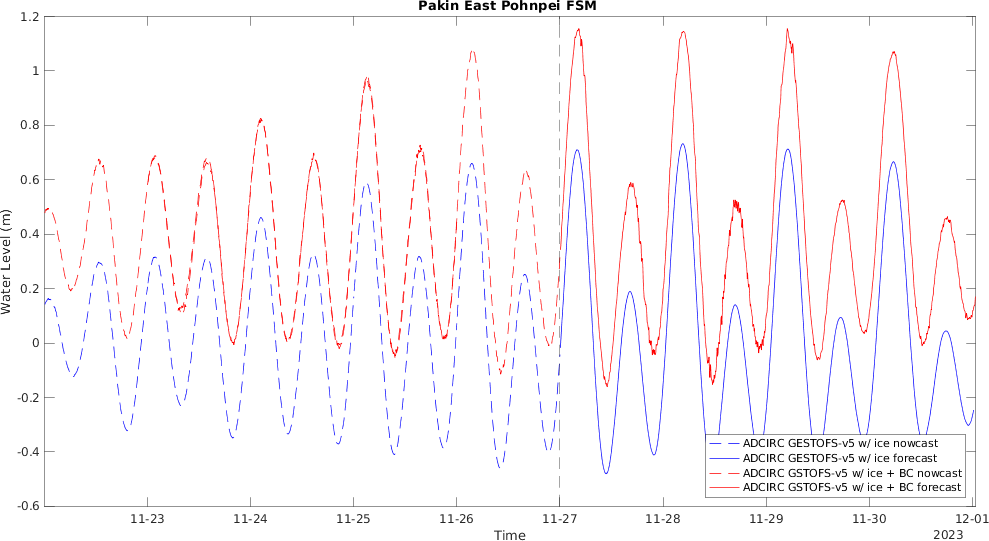 Pakin East Pohnpei FSM
1.2
1
0.8
0.6
0.4
0.2
0
-0.2
-0.4
-0.6
Water Level (m)
ADCIRC GESTOFS-v5 w/ ice nowcast
ADCIRC GESTOFS-v5 w/ ice forecast
ADCIRC GSTOFS-v5 w/ ice + BC nowcast
ADCIRC GSTOFS-v5 w/ ice + BC forecast
11-23 11-24 11-25 11-26 11-27 11-28 11-29 11-30 12-01
Time
2023